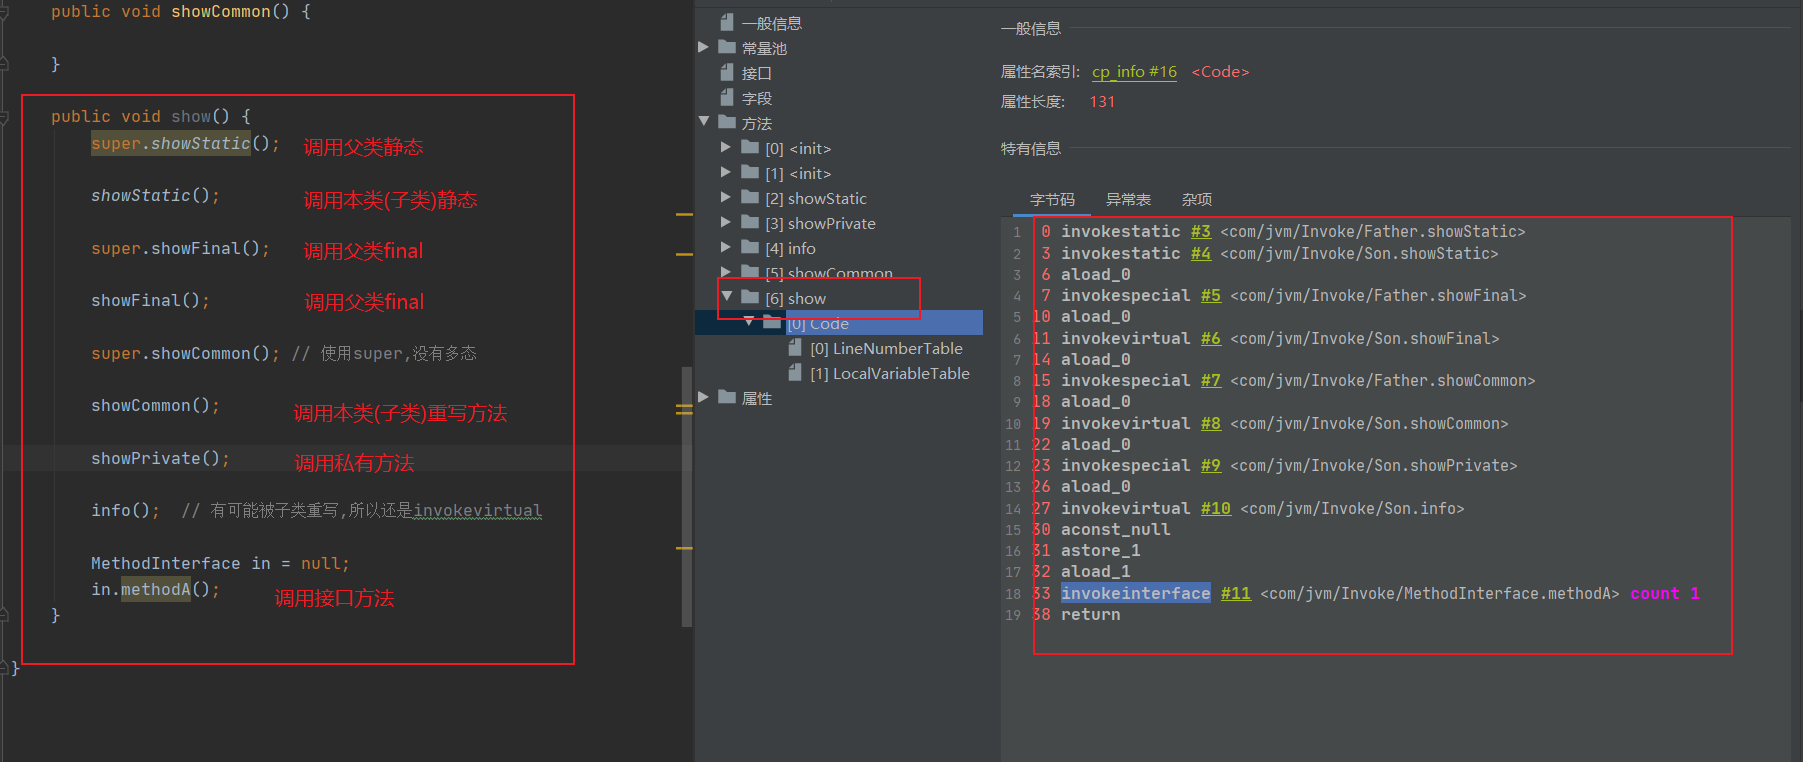 public void showCommon() {
}
public void show() {
super.showStatic(); 调用父类静态
showStatic(); 调用本类(子类)静态
super.showFinal(); 调用父类final
showFinal(); 调用父类final
super.showCommon(); // 使用super,没有多态
showCommon(); 调用本类(子类)重写方法
showPrivate(); 调用私有方法
info(); // 有可能被子类重写,所以还是invokevirtual
MethodInterface in = null;
in.methodA(); 调用接口方法
}
}
一般信息
常量池
接口
字段
方法
[0] <init>
[1] <init>
[2] showStatic
[3] showPrivate
[4] info
[5] showCommon
[6] show
[0] Code
[0] LineNumberTable
[1] LocalVariableTable
属性
一般信息
属性名索引: cp_info #16 <Code>
属性长度: 131
特有信息
字节码 异常表 杂项
1 0 invokestatic #3 <com/jvm/Invoke/Father.showStatic>
2 3 invokestatic #4 <com/jvm/Invoke/Son.showStatic>
3 6 aload_0
4 7 invokespecial #5 <com/jvm/Invoke/Father.showFinal>
5 10 aload_0
6 11 invokevirtual #6 <com/jvm/Invoke/Son.showFinal>
7 14 aload_0
8 15 invokespecial #7 <com/jvm/Invoke/Father.showCommon>
9 18 aload_0
10 19 invokevirtual #8 <com/jvm/Invoke/Son.showCommon>
11 22 aload_0
12 23 invokespecial #9 <com/jvm/Invoke/Son.showPrivate>
13 26 aload_0
14 27 invokevirtual #10 <com/jvm/Invoke/Son.info>
15 30 aconst_null
16 31 astore_1
17 32 aload_1
18 33 invokeinterface #11 <com/jvm/Invoke/MethodInterface.methodA> count 1
19 38 return